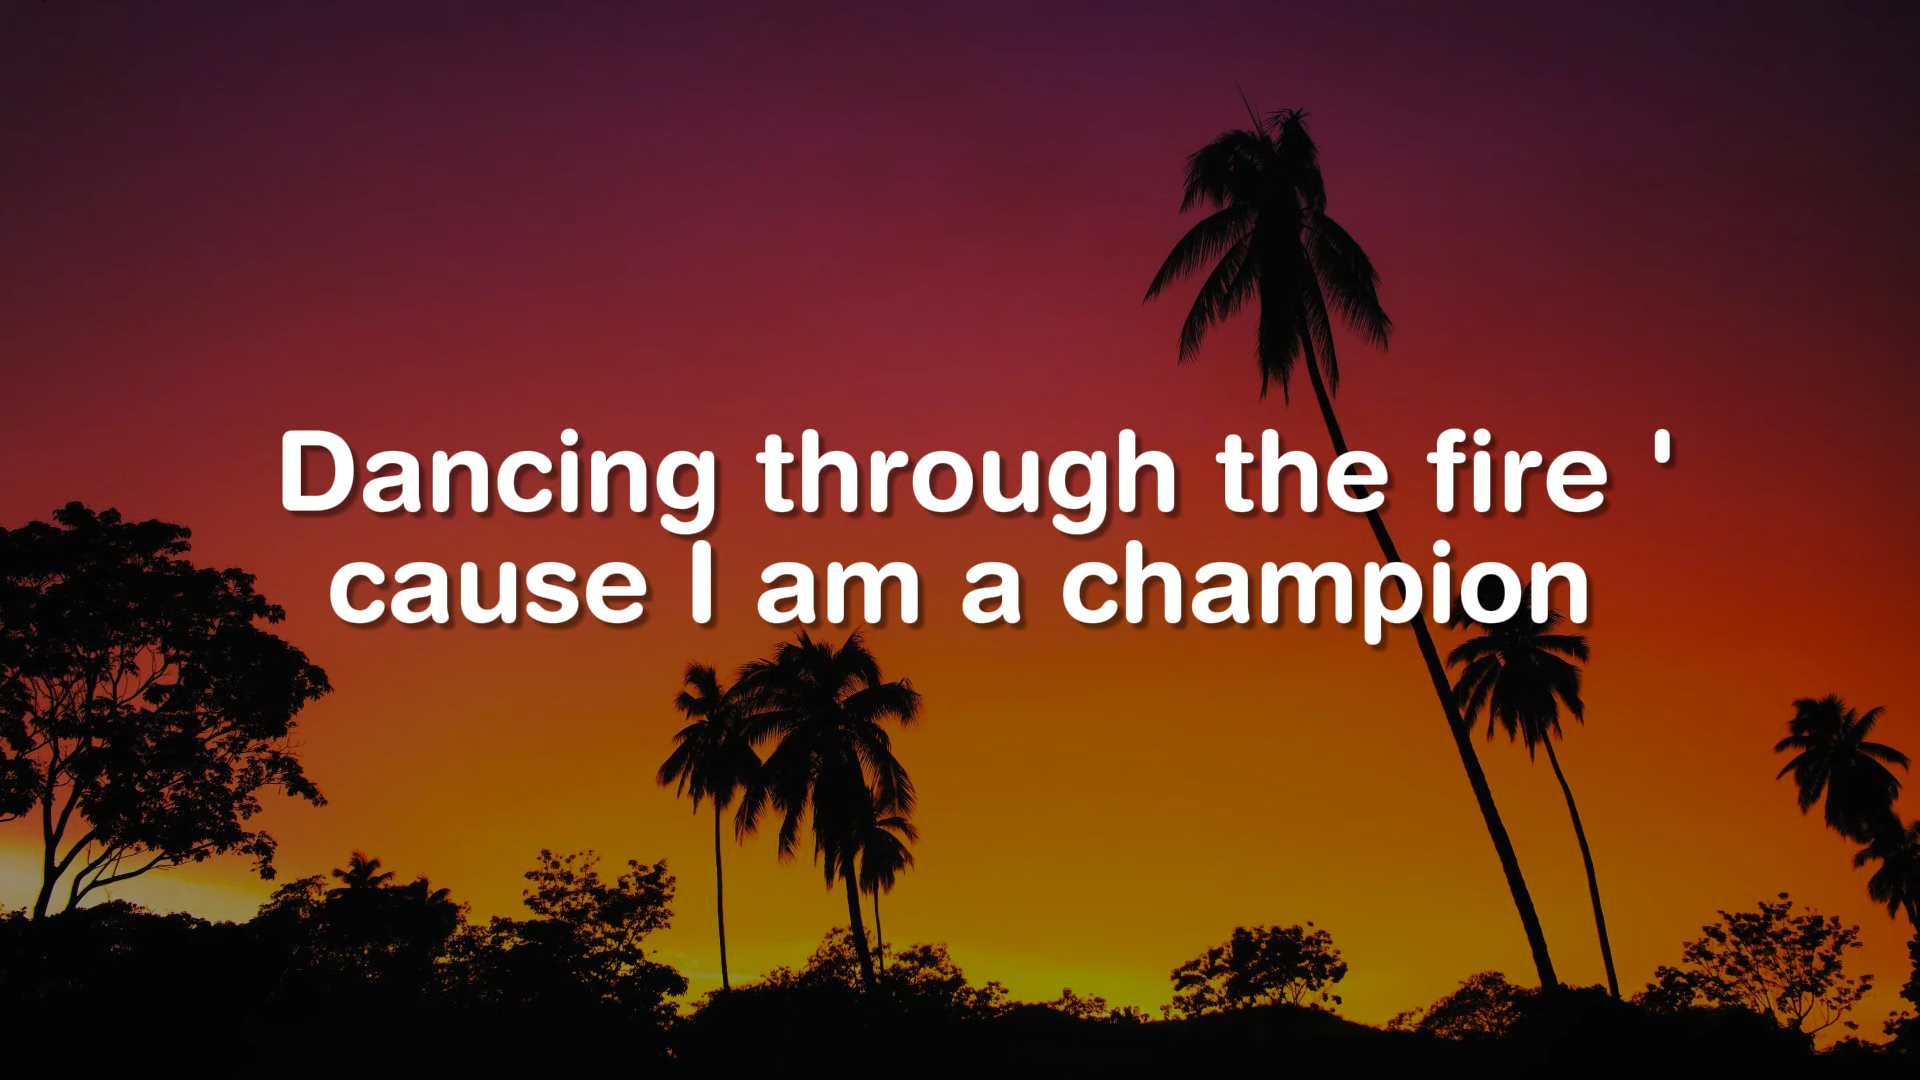 Dancing through the fire '
cause I am a champion